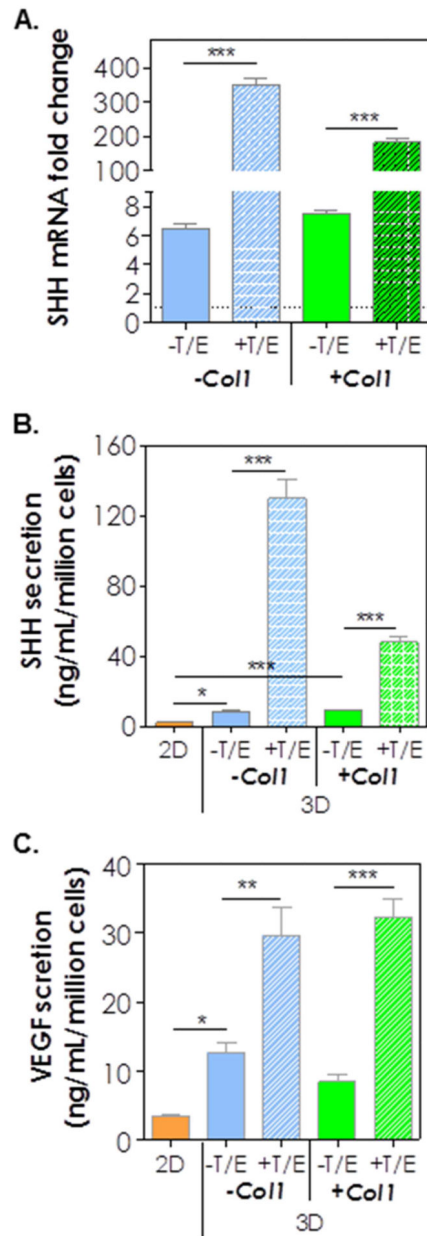 A.
SHH mRNA fold change
400
300
200
100
8
6
4
2
0
***
***
-T/E +T/E -T/E +T/E
-Col1 +Col1
B.
SHH secretion
(ng/mL/million cells)
160
120
80
40
0
***
***
***
*
2D -T/E +T/E -T/E +T/E
-Col1 +Col1
3D
C.
VEGF scretion
(ng/mL/million cells)
40
30
20
10
0
**
***
*
2D -T/E +T/E -T/E +T/E
-Col1 +Col1
3D